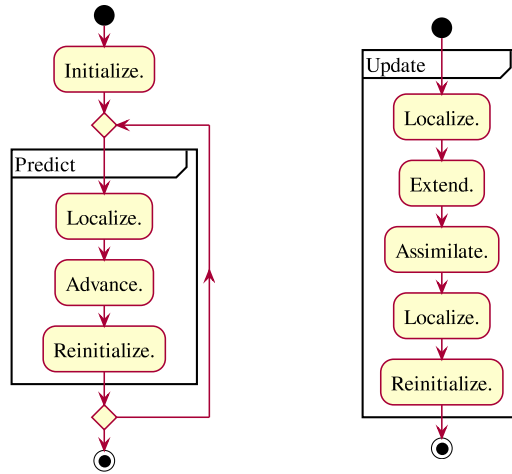 Initialize.
Predict
Localize.
Advance.
Reinitialize.
Update
Localize.
Extend.
Assimilate.
Localize.
Reinitialize.